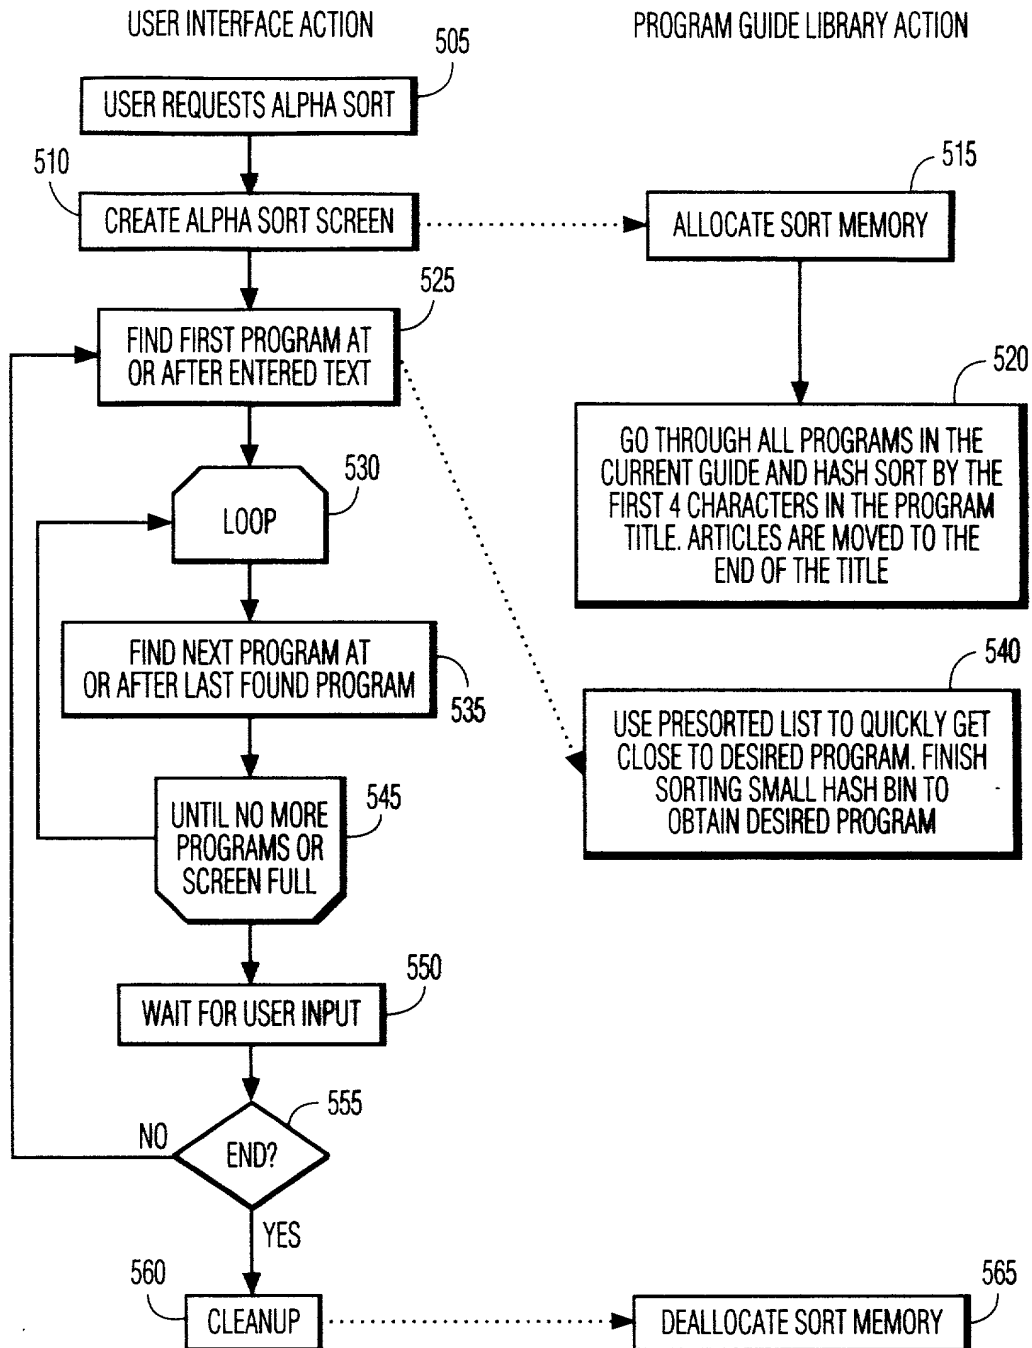 USER INTERFACE ACTION
PROGRAM GUIDE LIBRARY ACTION
505
USER REQUESTS ALPHA SORT
510
CREATE ALPHA SORT SCREEN
515
ALLOCATE SORT MEMORY
525
FIND FIRST PROGRAM AT
OR AFTER ENTERED TEXT
520
GO THROUGH ALL PROGRAMS IN THE
CURRENT GUIDE AND HASH SORT BY THE
FIRST 4 CHARACTERS IN THE PROGRAM
TITLE. ARTICLES ARE MOVED TO THE
END OF THE TITLE
530
LOOP
FIND NEXT PROGRAM AT
OR AFTER LAST FOUND PROGRAM
535
540
USE PRESORTED LIST TO QUICKLY GET
CLOSE TO DESIRED PROGRAM. FINISH
SORTING SMALL HASH BIN TO
OBTAIN DESIRED PROGRAM
545
UNTIL NO MORE
PROGRAMS OR
SCREEN FULL
550
WAIT FOR USER INPUT
555
END?
NO
YES
560
CLEANUP
565
DEALLOCATE SORT MEMORY